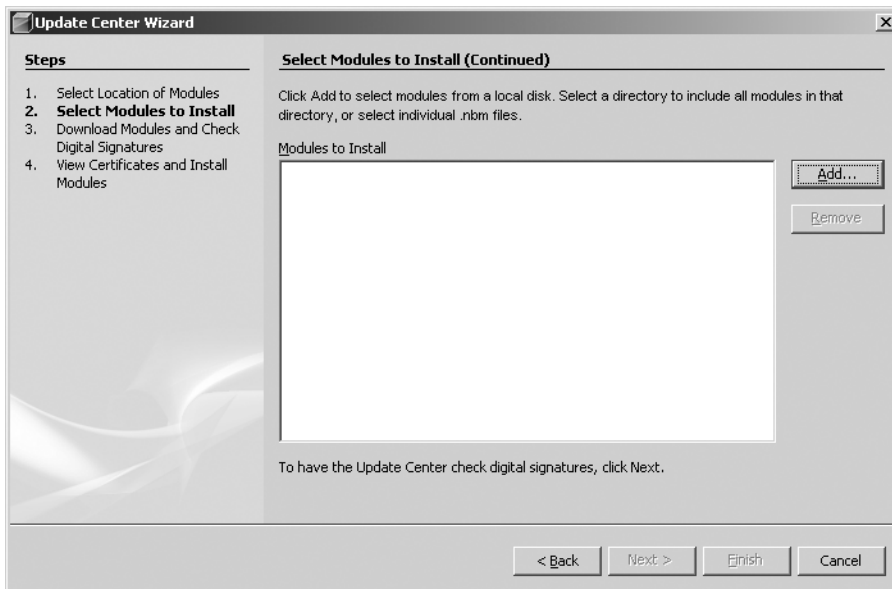 Update Center Wizard
Steps
1. Select Location of Modules
2. Select Modules to Install
3. Download Modules and Check
Digital Signatures
4. View Certificates and Install
Modules
Select Modules to Install (Continued)
Click Add to select modules from a local disk. Select a directory to include all modules in that
directory, or select individual .nbm files.
Modules to Install
Add...
Remove
To have the Update Center check digital signatures, click Next.
< Back
Next >
Finish
Cancel